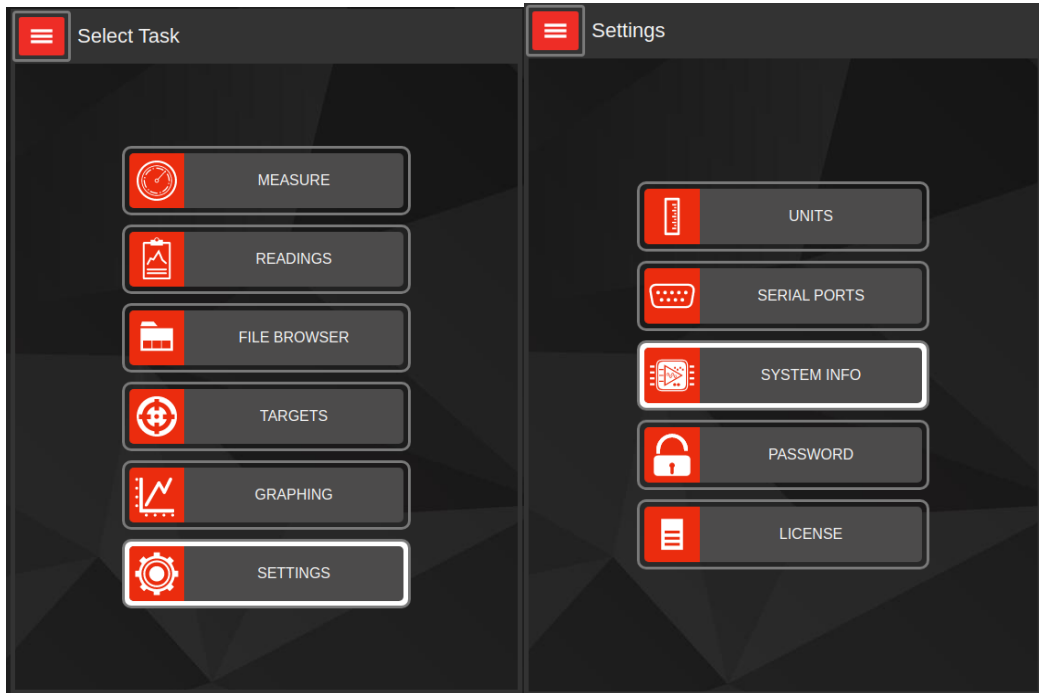 Select Task
MEASURE
READINGS
FILE BROWSER
TARGETS
GRAPHING
SETTINGS
Settings
UNITS
SERIAL PORTS
SYSTEM INFO
PASSWORD
LICENSE